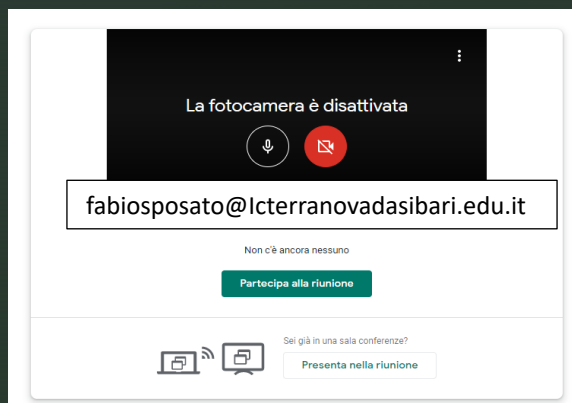 La fotocamera è disattivata
fabiosposato@Icterranovadasibari.edu.it
Non c'è ancora nessuno
Partecipa alla riunione
Sei già in una sala conferenze?
Presenta nella riunione